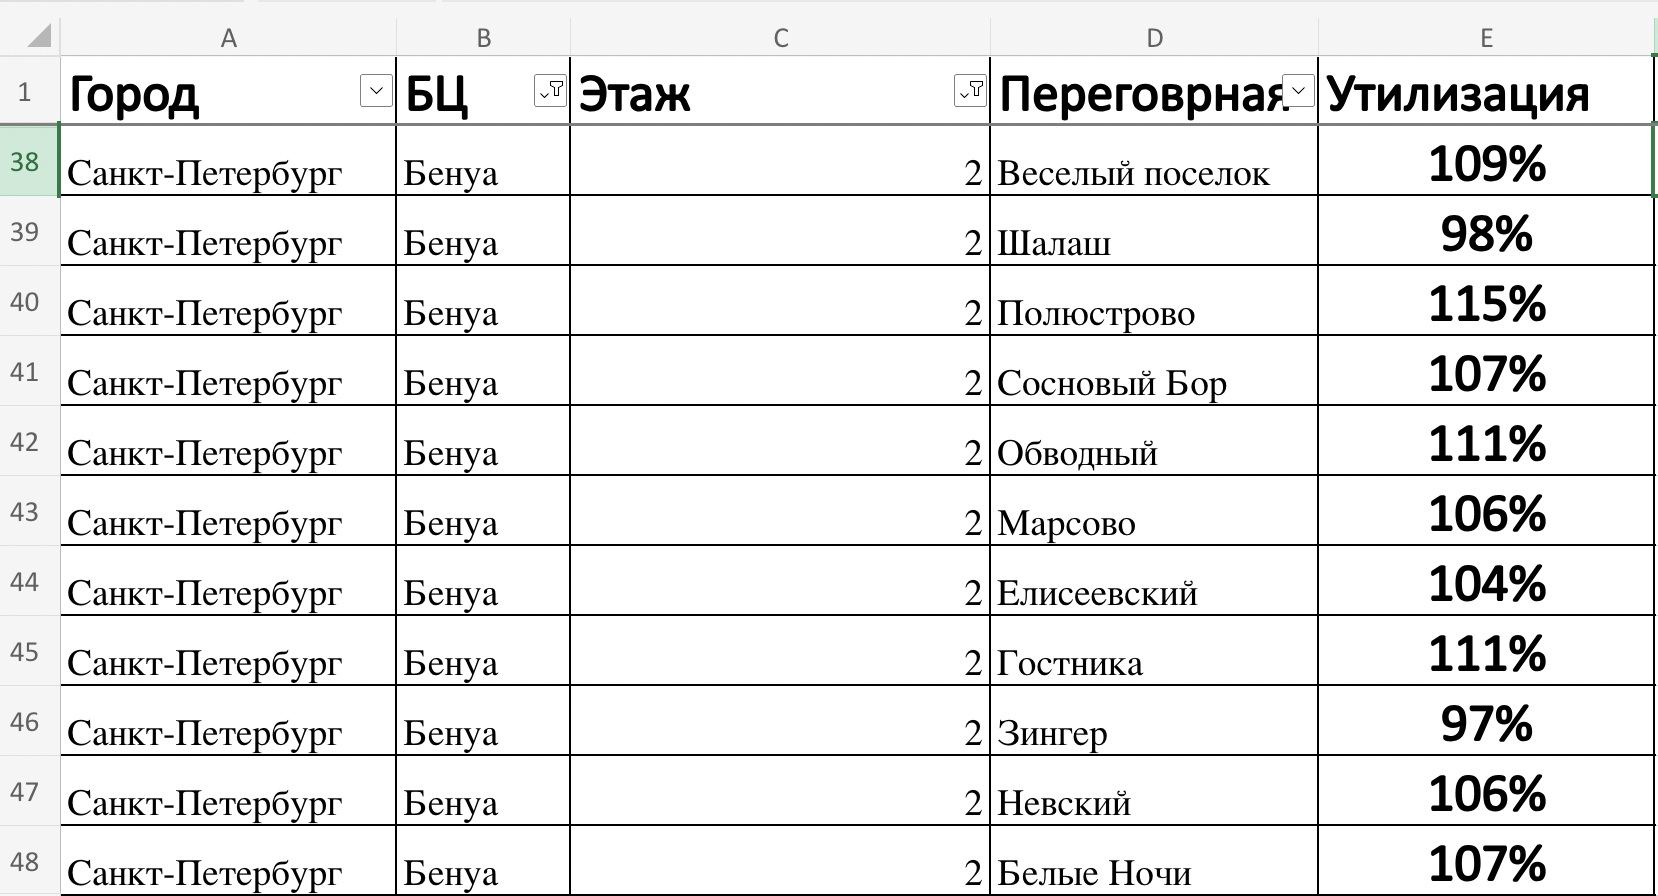 A B C D E
1 Город БЦ Этаж Переговрная Утилизация
38 Санкт-Петербург Бенуа 2 Веселый поселок 109%
39 Санкт-Петербург Бенуа 2 Шалаш 98%
40 Санкт-Петербург Бенуа 2 Полюстрово 115%
41 Санкт-Петербург Бенуа 2 Сосновый Бор 107%
42 Санкт-Петербург Бенуа 2 Обводный 111%
43 Санкт-Петербург Бенуа 2 Марсово 106%
44 Санкт-Петербург Бенуа 2 Елисеевский 104%
45 Санкт-Петербург Бенуа 2 Гостника 111%
46 Санкт-Петербург Бенуа 2 Зингер 97%
47 Санкт-Петербург Бенуа 2 Невский 106%
48 Санкт-Петербург Бенуа 2 Белые Ночи 107%